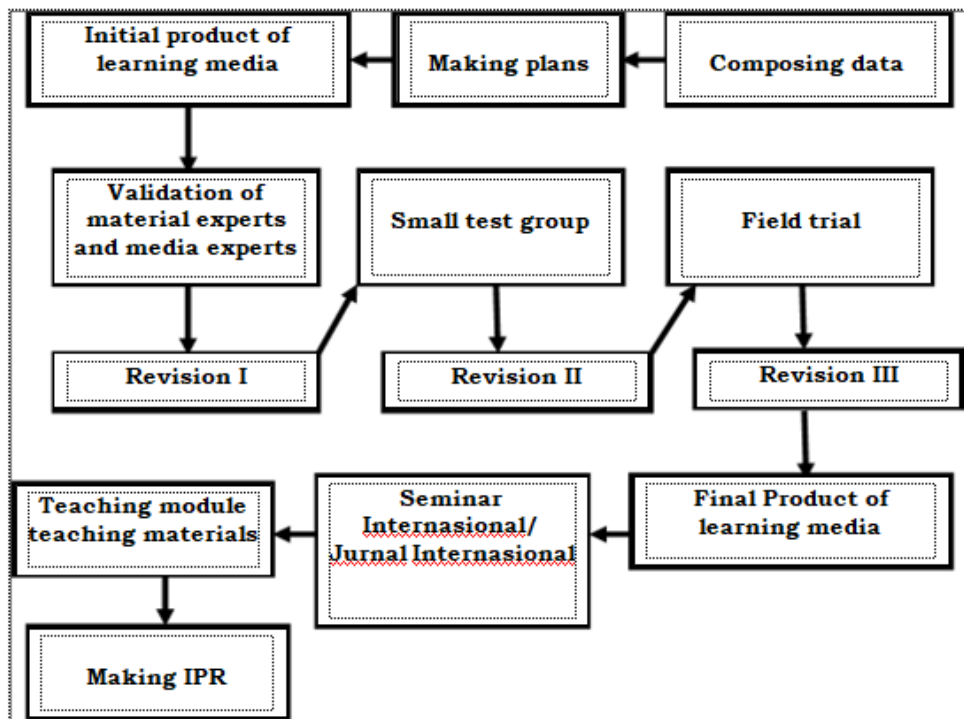 Initial product of
learning media
Making plans
Composing data
Validation of
material experts
and media experts
Small test group
Field trial
Revision I
Revision II
Revision III
Teaching module
teaching materials
Seminar
Internasional/
Jurnal Internasional
Final Product of
learning media
Making IPR